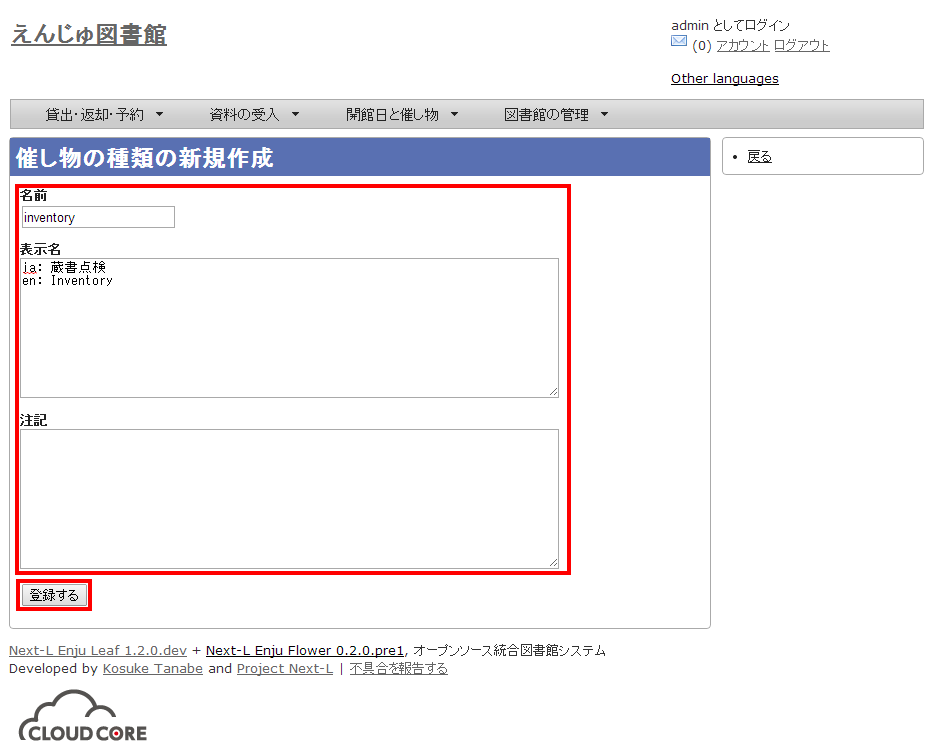 えんじゅ図書館
admin としてログイン
(0) アカウント ログアウト
Other languages
貸出・返却・予約 資料の受入 開館日と催し物 図書館の管理
催し物の種類の新規作成
戻る
名前
inventory
表示名
ja: 蔵書点検
en: Inventory
注記
登録する
Next-L Enju Leaf 1.2.0.dev + Next-L Enju Flower 0.2.0.pre1, オープンソース統合図書館システム
Developed by Kosuke Tanabe and Project Next-L | 不具合を報告する
CLOUD CORE